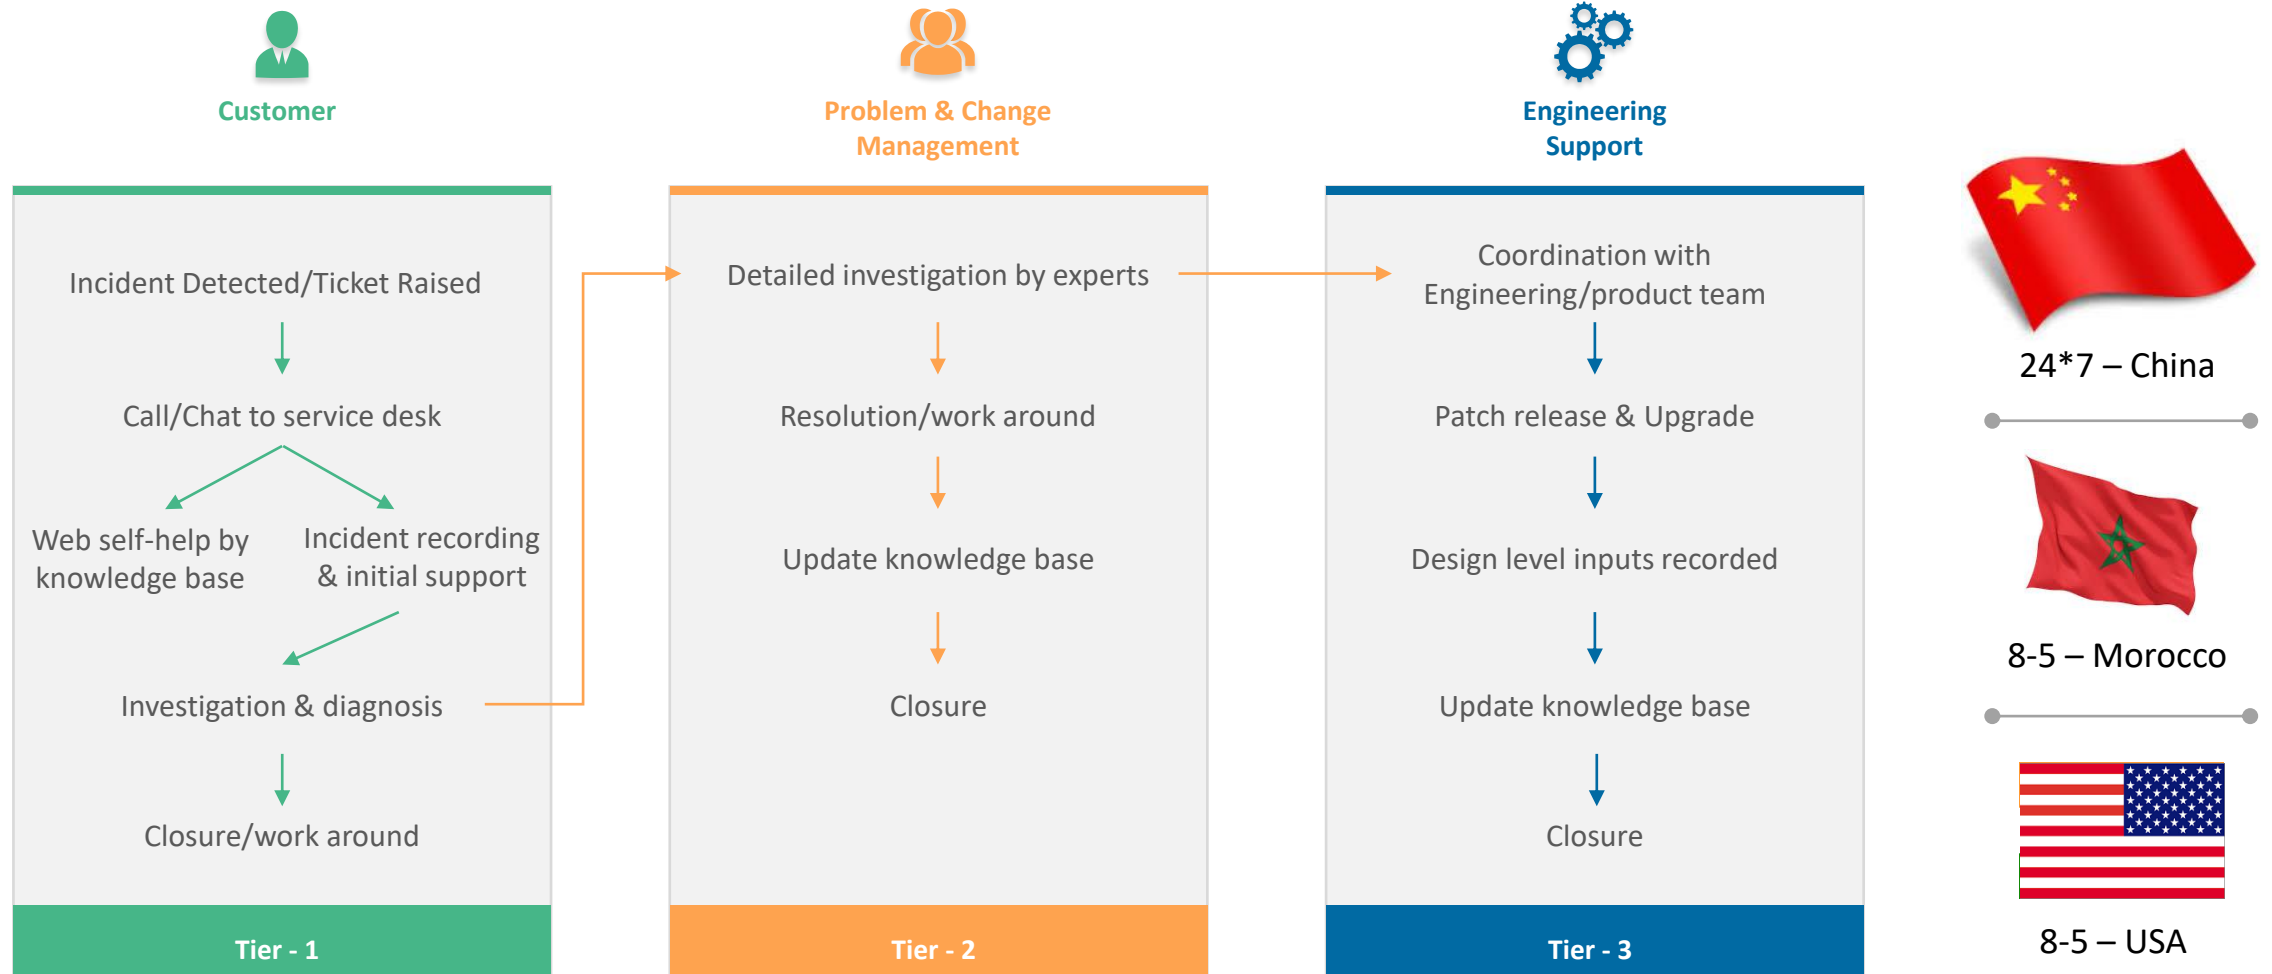 Customer
Incident Detected/Ticket Raised
Call/Chat to service desk
Web self-help by
knowledge base
Incident recording
& initial support
Investigation & diagnosis
Closure/work around
Tier - 1
Problem & Change
Management
Detailed investigation by experts
Resolution/work around
Update knowledge base
Closure
Tier - 2
Engineering
Support
Coordination with
Engineering/product team
Patch release & Upgrade
Design level inputs recorded
Update knowledge base
Closure
Tier - 3
24*7 – China
8-5 – Morocco
8-5 – USA